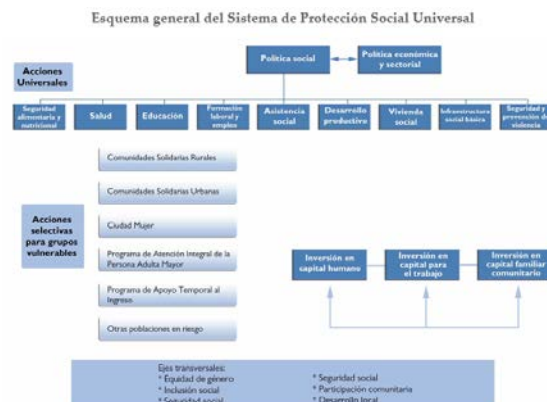 Esquema general del Sistema de Protección Social Universal
Política social
Política económica
y sectorial
Acciones
Universales
Seguridad
alimentaria y
nutricional
Salud
Educación
Formación
laboral y
empleo
Asistencia
social
Desarrollo
productivo
Vivienda
social
Infraestructura
social básica
Seguridad y
prevención de
violencia
Comunidades Solidarias Rurales
Comunidades Solidarias Urbanas
Acciones
selectivas
para grupos
vulnerables
Ciudad Mujer
Programa de Atención Integral de la
Persona Adulta Mayor
Programa de Apoyo Temporal al
Ingreso
Otras poblaciones en riesgo
Inversión en
capital humano
Inversión en
capital para
el trabajo
Inversión en
capital familiar
comunitario
Ejes transversales:
* Equidad de género
* Inclusión social
* Seguridad social
* Seguridad social
* Participación comunitaria
* Desarrollo local